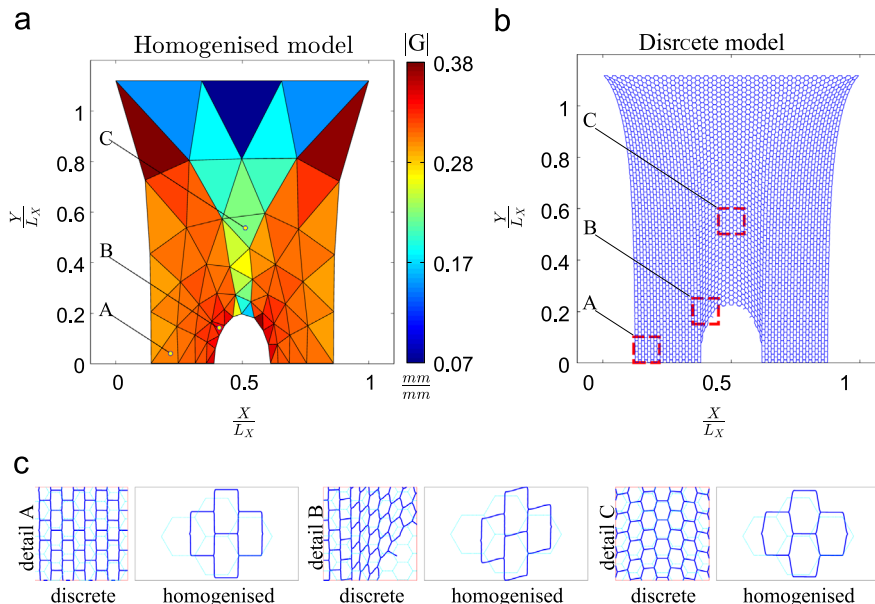 a
Homogenised model
|G|
0.38
0.28
0.17
0.07
mm
mm
1
0.8
0.6
0.4
0.2
0
Y
L_X
C
B
A
0
0.5
1
X
L_X
b
Disrcete model
1
0.8
0.6
0.4
0.2
0
Y
L_X
C
B
A
0
0.5
1
X
L_X
c
detail A
discrete
homogenised
detail B
discrete
homogenised
detail C
discrete
homogenised